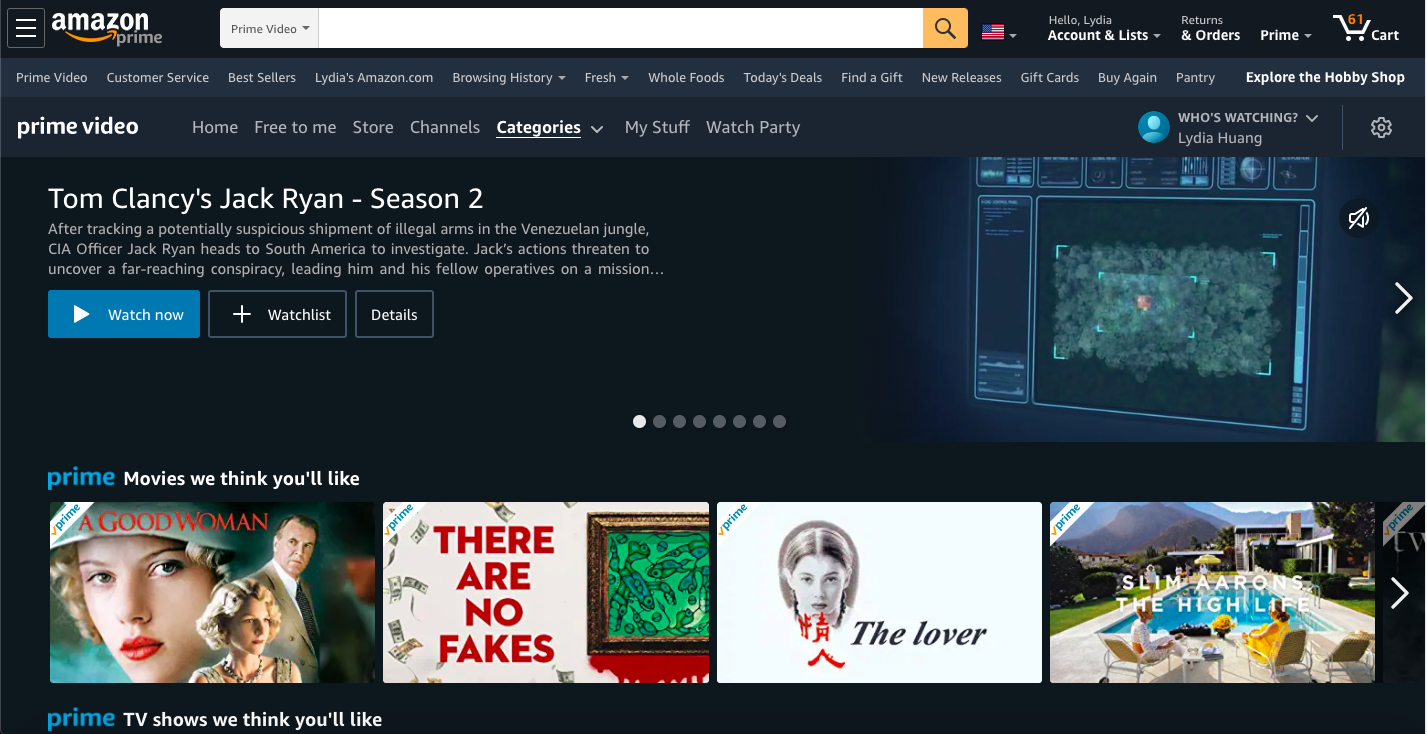 amazon prime
Prime Video
61
Hello, Lydia
Account & Lists
Returns
& Orders
Prime
Cart
Prime Video Customer Service Best Sellers Lydia's Amazon.com Browsing History Fresh Whole Foods Today's Deals Find a Gift New Releases Gift Cards Buy Again Pantry Explore the Hobby Shop
prime video Home Free to me Store Channels Categories My Stuff Watch Party
WHO'S WATCHING?
Lydia Huang
Tom Clancy's Jack Ryan - Season 2
After tracking a potentially suspicious shipment of illegal arms in the Venezuelan jungle,
CIA Officer Jack Ryan heads to South America to investigate. Jack's actions threaten to
uncover a far-reaching conspiracy, leading him and his fellow operatives on a mission...
Watch now Watchlist Details
prime Movies we think you'll like
prime
A GOOD WOMAN
prime
THERE
ARE
NO
FAKES
prime
情人
The lover
prime
SLIM AARONS
THE HIGH LIFE
prime
prime TV shows we think you'll like